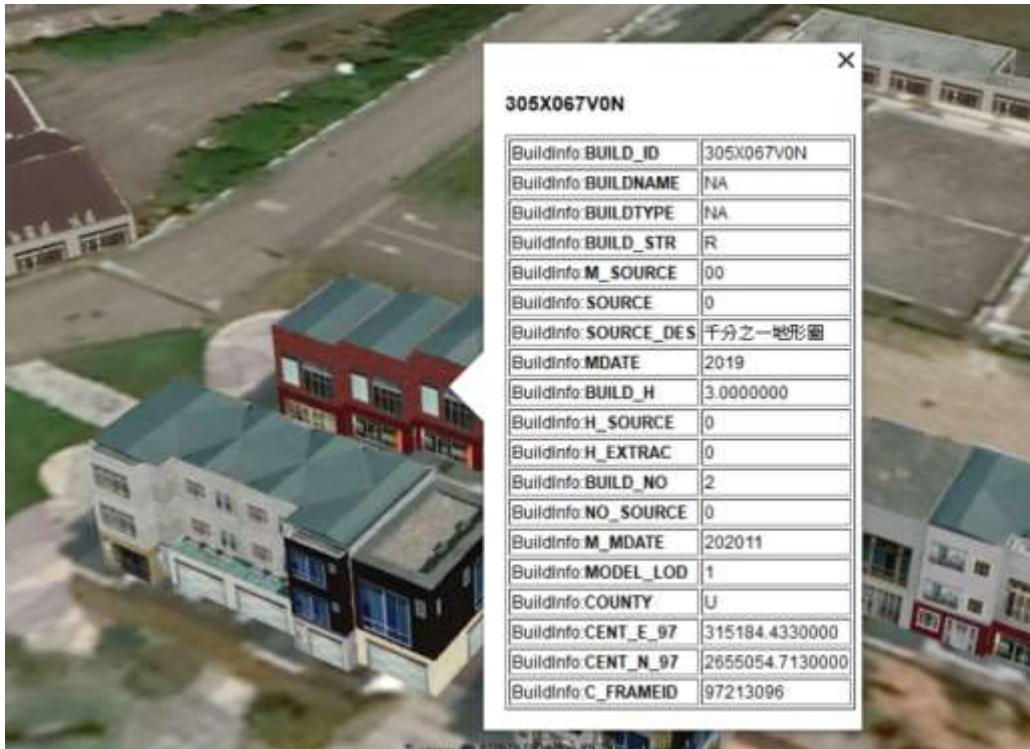 305X067V0N
BuildInfo:BUILD_ID 305X067V0N
BuildInfo:BUILDNAME NA
BuildInfo:BUILDTYPE NA
BuildInfo:BUILD_STR R
BuildInfo:M_SOURCE 00
BuildInfo:SOURCE 0
BuildInfo:SOURCE_DES 千分之一地形圖
BuildInfo:MDATE 2019
BuildInfo:BUILD_H 3.0000000
BuildInfo:H_SOURCE 0
BuildInfo:H_EXTRAC 0
BuildInfo:BUILD_NO 2
BuildInfo:NO_SOURCE 0
BuildInfo:M_MDATE 202011
BuildInfo:MODEL_LOD 1
BuildInfo:COUNTY U
BuildInfo:CENT_E_97 315184.4330000
BuildInfo:CENT_N_97 2655054.7130000
BuildInfo:C_FRAMEID 97213096